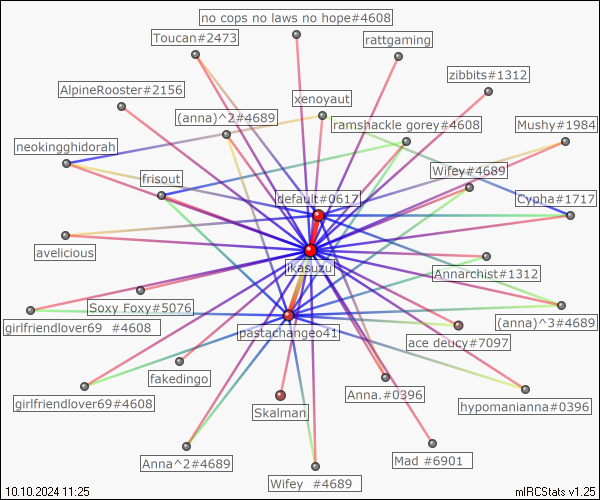 no cops no laws no hope#4608
Toucan#2473
rattgaming
zibbits#1312
AlpineRooster#2156
xenoyaut
(anna)^2#4689
ramshackle gorey#4608
Mushy#1984
neokingghidorah
Wifey#4689
frisout
default#0617
Cypha#1717
avelicious
ikasuzu
Annarchist#1312
Soxy Foxy#5076
girlfriendlover69 #4608
(anna)^3#4689
pastachangeo41
ace deucy#7097
fakedingo
Anna.#0396
girlfriendlover69#4608
hypomanianna#0396
Skalman
Anna^2#4689
Mad #6901
Wifey #4689
10.10.2024 11:25
mIRCStats v1.25